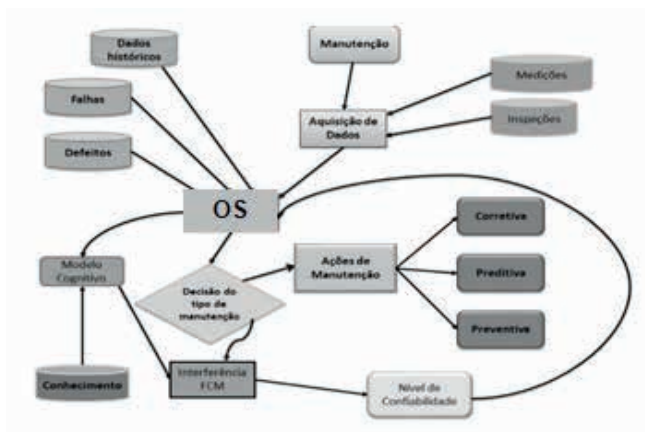 Dados
históricos
Manutenção
Falhas
Medições
Aquisição de
Dados
Inspeções
Defeitos
OS
Corretiva
Ações de
Manutenção
Modelo
Cognitivo
Decisão do
tipo de
manutenção
Preditiva
Preventiva
Conhecimento
Interferência
FCM
Nível de
Confiabilidade